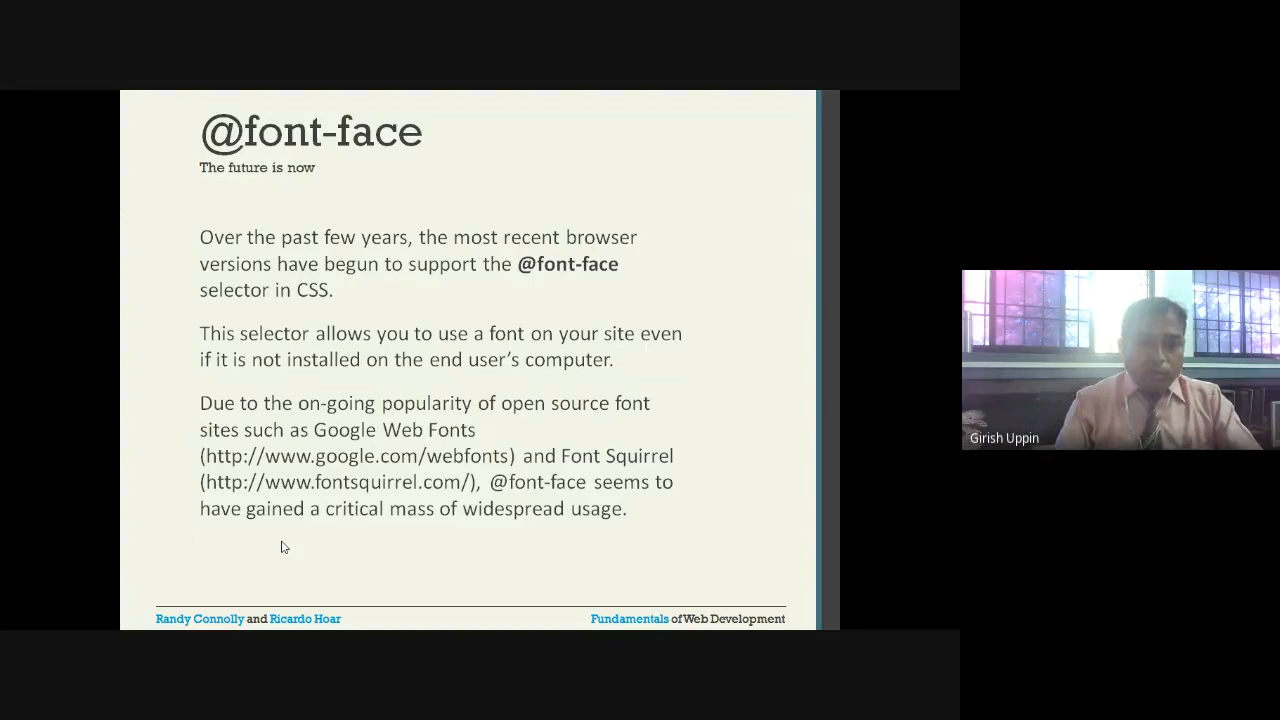 @font-face
The future is now
Over the past few years, the most recent browser
versions have begun to support the @font-face
selector in CSS.
This selector allows you to use a font on your site even
if it is not installed on the end user’s computer.
Due to the on-going popularity of open source font
sites such as Google Web Fonts
(http://www.google.com/webfonts) and Font Squirrel
(http://www.fontsquirrel.com/), @font-face seems to
have gained a critical mass of widespread usage.
Randy Connolly and Ricardo Hoar
Fundamentals of Web Development
Girish Uppin